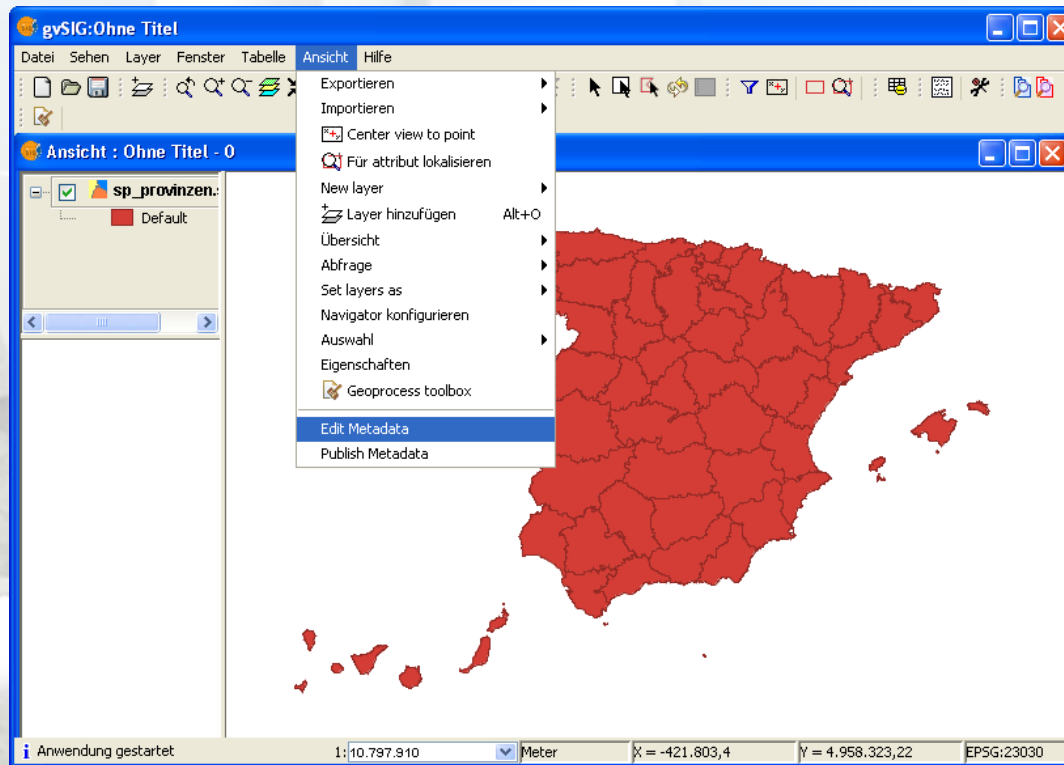 gvSIG:Ohne Titel
Datei Sehen Layer Fenster Tabelle Ansicht Hilfe
Exportieren
Importieren
Center view to point
Für attribut lokalisieren
New layer
Layer hinzufügen Alt+O
Übersicht
Abfrage
Set layers as
Navigator konfigurieren
Auswahl
Eigenschaften
Geoprocess toolbox
Edit Metadata
Publish Metadata
Ansicht : Ohne Titel - 0
sp_provinzen.
Default
Anwendung gestartet 1: 10.797.910 Meter X = -421.803,4 Y = 4.958.323,22 EPSG:23030